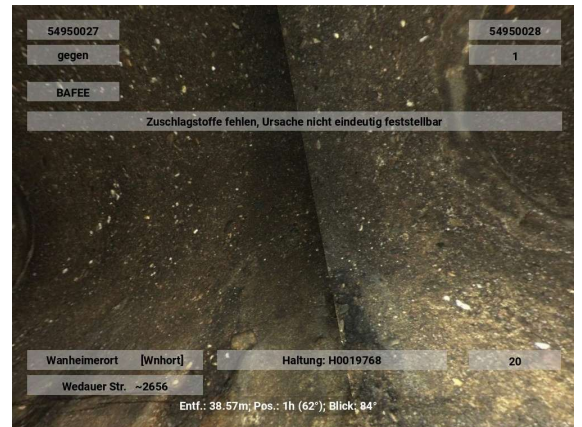 54950027 54950028
gegen 1
BAFEE
Zuschlagstoffe fehlen, Ursache nicht eindeutig feststellbar
Wanheimerort [Wnhort] Haltung: H0019768 20
Wedauer Str. ~2656
Entf.: 38.57m; Pos.: 1h (62°); Blick: 84°